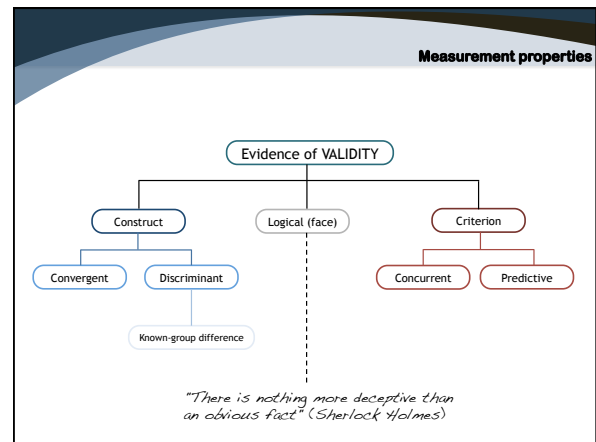 Measurement properties
Evidence of VALIDITY
Construct
Logical (face)
Criterion
Convergent
Discriminant
Concurrent
Predictive
Known-group difference
"There is nothing more deceptive than
an obvious fact" (Sherlock Holmes)